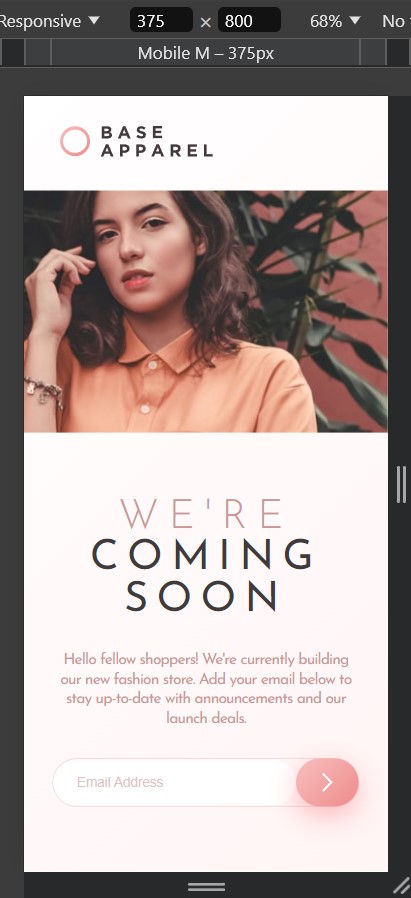 Responsive 375 × 800 68% No
Mobile M – 375px
BASE
APPAREL
WE'RE
COMING
SOON
Hello fellow shoppers! We're currently building
our new fashion store. Add your email below to
stay up-to-date with announcements and our
launch deals.
Email Address